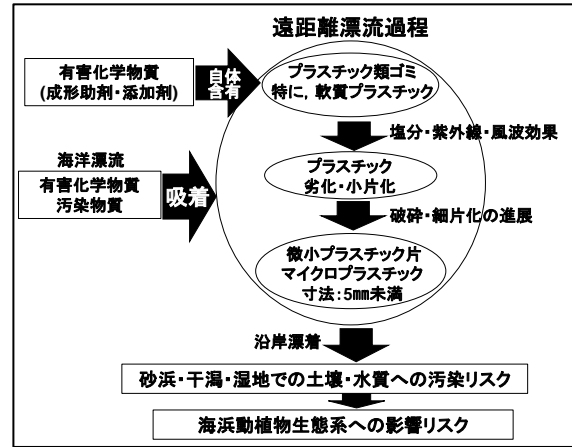 遠距離漂流過程
有害化学物質
(成形助剤・添加剤)
自体
含有
プラスチック類ゴミ
特に,軟質プラスチック
塩分・紫外線・風波効果
海洋漂流
有害化学物質
汚染物質
吸着
プラスチック
劣化・小片化
破砕・細片化の進展
微小プラスチック片
マイクロプラスチック
寸法:5㎜未満
沿岸漂着
砂浜・干潟・湿地での土壌・水質への汚染リスク
海浜動植物生態系への影響リスク